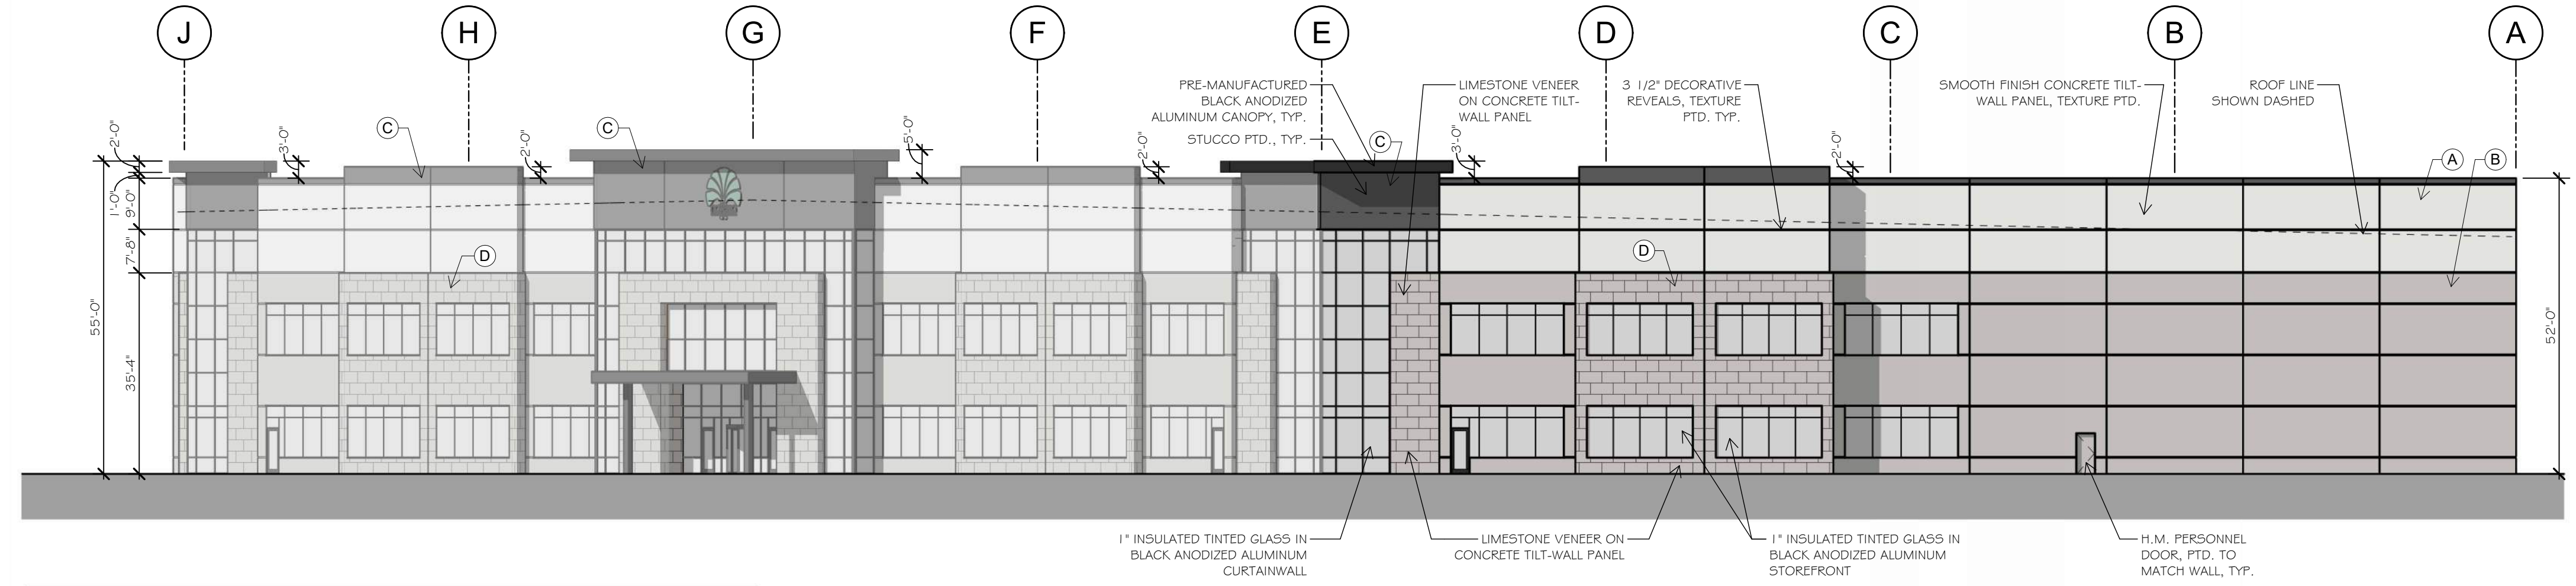 J
H
G
F
E
D
C
B
A
PRE-MANUFACTURED
BLACK ANODIZED
ALUMINUM CANOPY, TYP.
STUCCO PTD., TYP.
LIMESTONE VENEER
ON CONCRETE TILT-
WALL PANEL
3 1/2" DECORATIVE
REVEALS, TEXTURE
PTD. TYP.
SMOOTH FINISH CONCRETE TILT-
WALL PANEL, TEXTURE PTD.
ROOF LINE
SHOWN DASHED
2'-0"
3'-0"
C
2'-0"
C
5'-0"
2'-0"
C
3'-0"
2'-0"
A
B
1'-0"
9'-0"
7'-8"
D
D
55'-0"
35'-4"
52'-0"
1" INSULATED TINTED GLASS IN
BLACK ANODIZED ALUMINUM
CURTAINWALL
LIMESTONE VENEER ON
CONCRETE TILT-WALL PANEL
1" INSULATED TINTED GLASS IN
BLACK ANODIZED ALUMINUM
STOREFRONT
H.M. PERSONNEL
DOOR, PTD. TO
MATCH WALL, TYP.